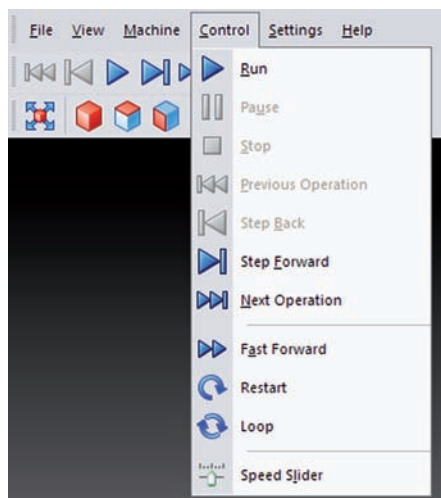 File View Machine Control Settings Help
Run
Pause
Stop
Previous Operation
Step Back
Step Forward
Next Operation
Fast Forward
Restart
Loop
Speed Slider